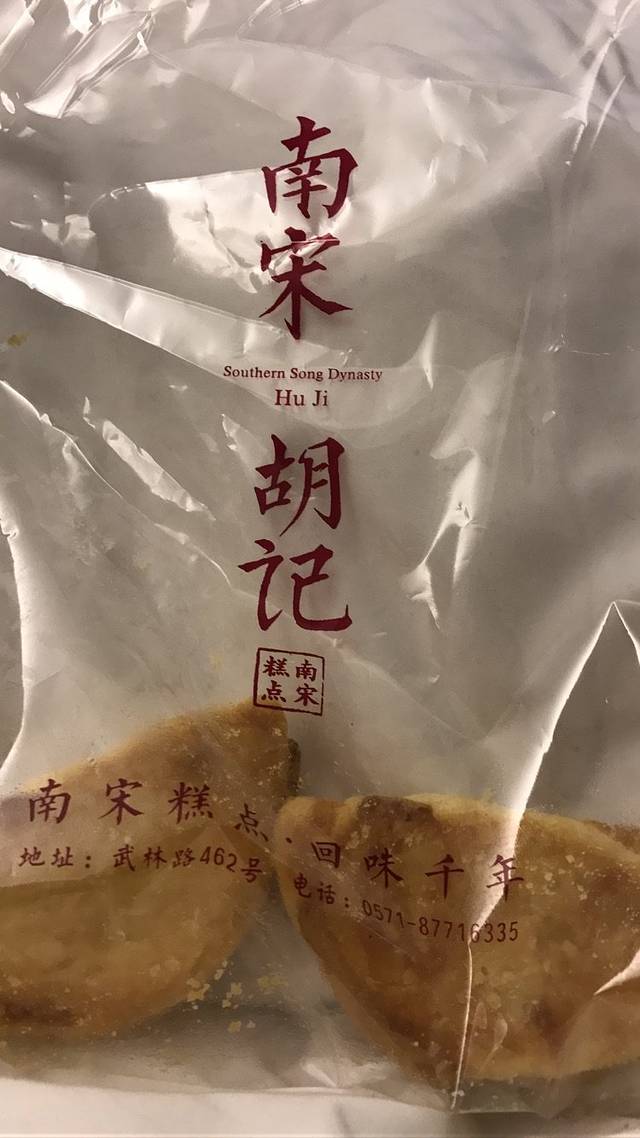 南宋
Southern Song Dynasty
Hu Ji
胡记
南宋
糕点
南宋糕点·回味千年
地址：武林路462号 电话：0571-87716335